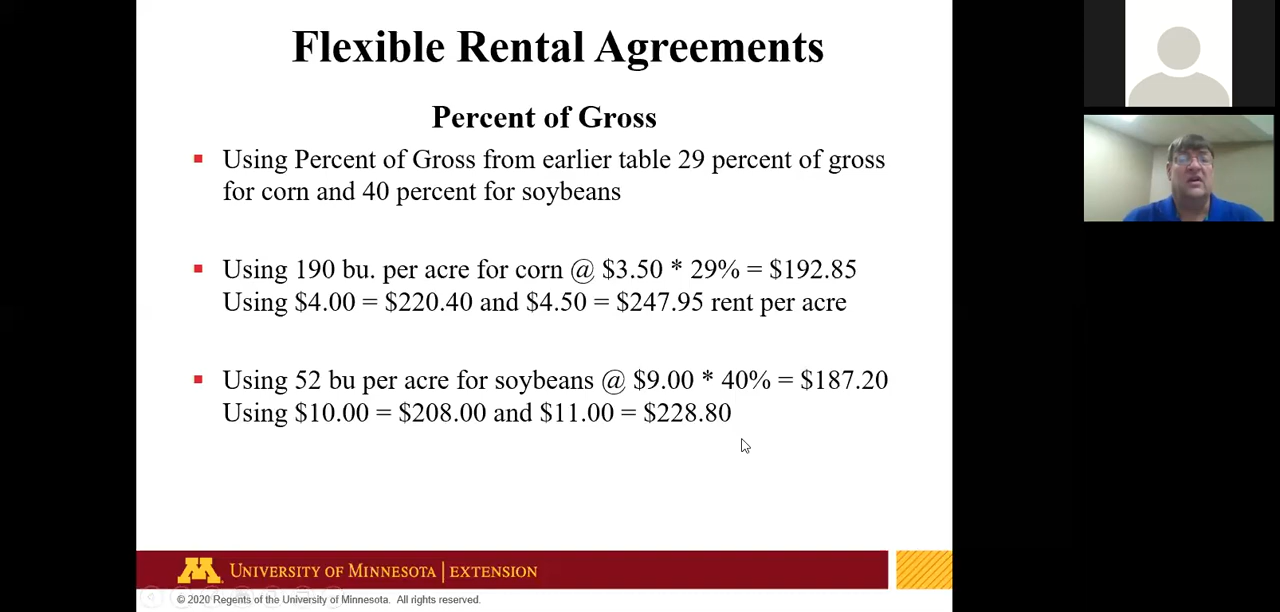 Flexible Rental Agreements
Percent of Gross
Using Percent of Gross from earlier table 29 percent of gross
for corn and 40 percent for soybeans
Using 190 bu. per acre for corn @ $3.50 * 29% = $192.85
Using $4.00 = $220.40 and $4.50 = $247.95 rent per acre
Using 52 bu per acre for soybeans @ $9.00 * 40% = $187.20
Using $10.00 = $208.00 and $11.00 = $228.80
M UNIVERSITY OF MINNESOTA | EXTENSION
© 2020 Regents of the University of Minnesota. All rights reserved.